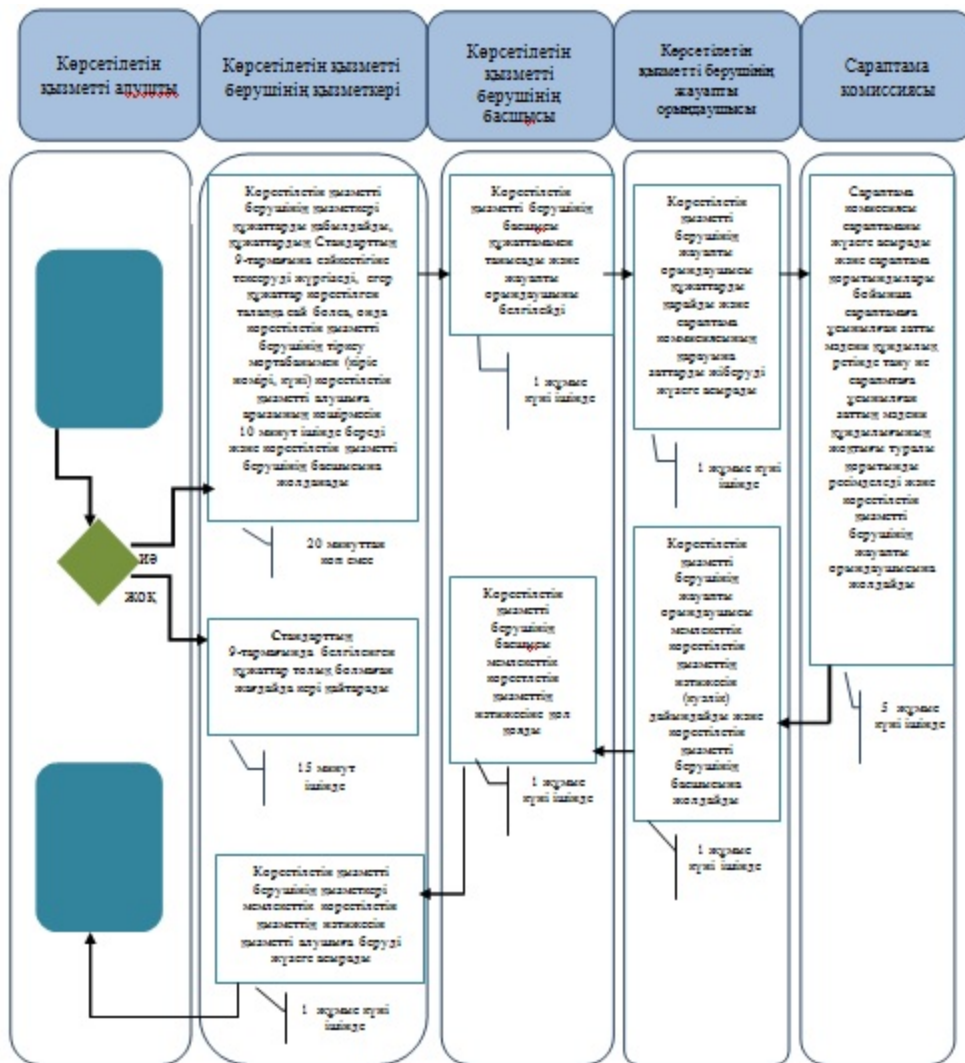 Көрсетілетін
қызметті алушты
Көрсетілетін қызметті
берушінің қызметкері
Көрсетілетін
қызметті
берушінің
басшысы
Көрсетілетін
қызметті берушінің
жауапты
орындаушысы
Сараптама
комиссиясы
Көрсетілетін қызметті
берушінің қызметкері
құжаттарды қабылдайды,
құжаттардың Стандарттың
9-тармағына сәйкестігіне
тексеруді жүргізеді, егер
құжаттар көрсетілген
талапқа сай болса, онда
көрсетілетін қызметті
берушінің тіркеу
мөртабанымен (кіріс
нөмірі, күні) көрсетілетін
қызметті алушыға
арызының көшірмесін
10 минут ішінде береді
және көрсетілетін қызметті
берушінің басшысына
жолданады
20 минуттан
көп емес
иә
жоқ
Стандарттың
9-тармағында белгіленген
құжаттар толық болмаған
жағдайда кері қайтарады
15 минут
ішінде
Көрсетілетін қызметті
берушінің қызметкері
мемлекеттік көрсетілетін
қызметтің нәтижесін
қызметті алушыға беруді
жүзеге асырады
1 жұмыс күні
ішінде
Көрсетілетін
қызметті берушінің
басшысы
құжаттамамен
танысады және
жауапты
орындаушыны
белгілейді
1 жұмыс
күні ішінде
Көрсетілетін
қызметті
берушінің
басшысы
мемлекеттік
көрсетлетін
қызметтің
нәтижесіне қол
қояды
1 жұмыс
күні ішінде
Көрсетілетін
қызметті
берушінің
жауапты
орындаушысы
құжаттарды
қарайды және
сараптама
коммисиясының
қарауына
заттарды жіберуді
жүзеге асырады
1 жұмыс күні
ішінде
Көрсетілетін
қызметті
берушінің
жауапты
орындаушысы
мемлекеттік
көрсетілетін
қызметтің
нәтижесін
(куәлік)
дайындайды және
көрсетілетін
қызметті
берушінің
басшысына
жолдайды
1 жұмыс
күні ішінде
Сараптама
комиссиясы
сараптаманы
жүзеге асырады
және сараптама
қорытындылары
бойынша
сараптамаға
ұсынылған затты
мәдени құндылық
ретінде тану не
сараптаға
ұсынылған
заттың мәдени
құндылығының
жоқтығы туралы
қорытынды
ресімделеді және
көрсетілетін
қызметті
берушінің
жауапты
орындаушысына
жолдайды
5 жұмыс
күні ішінде